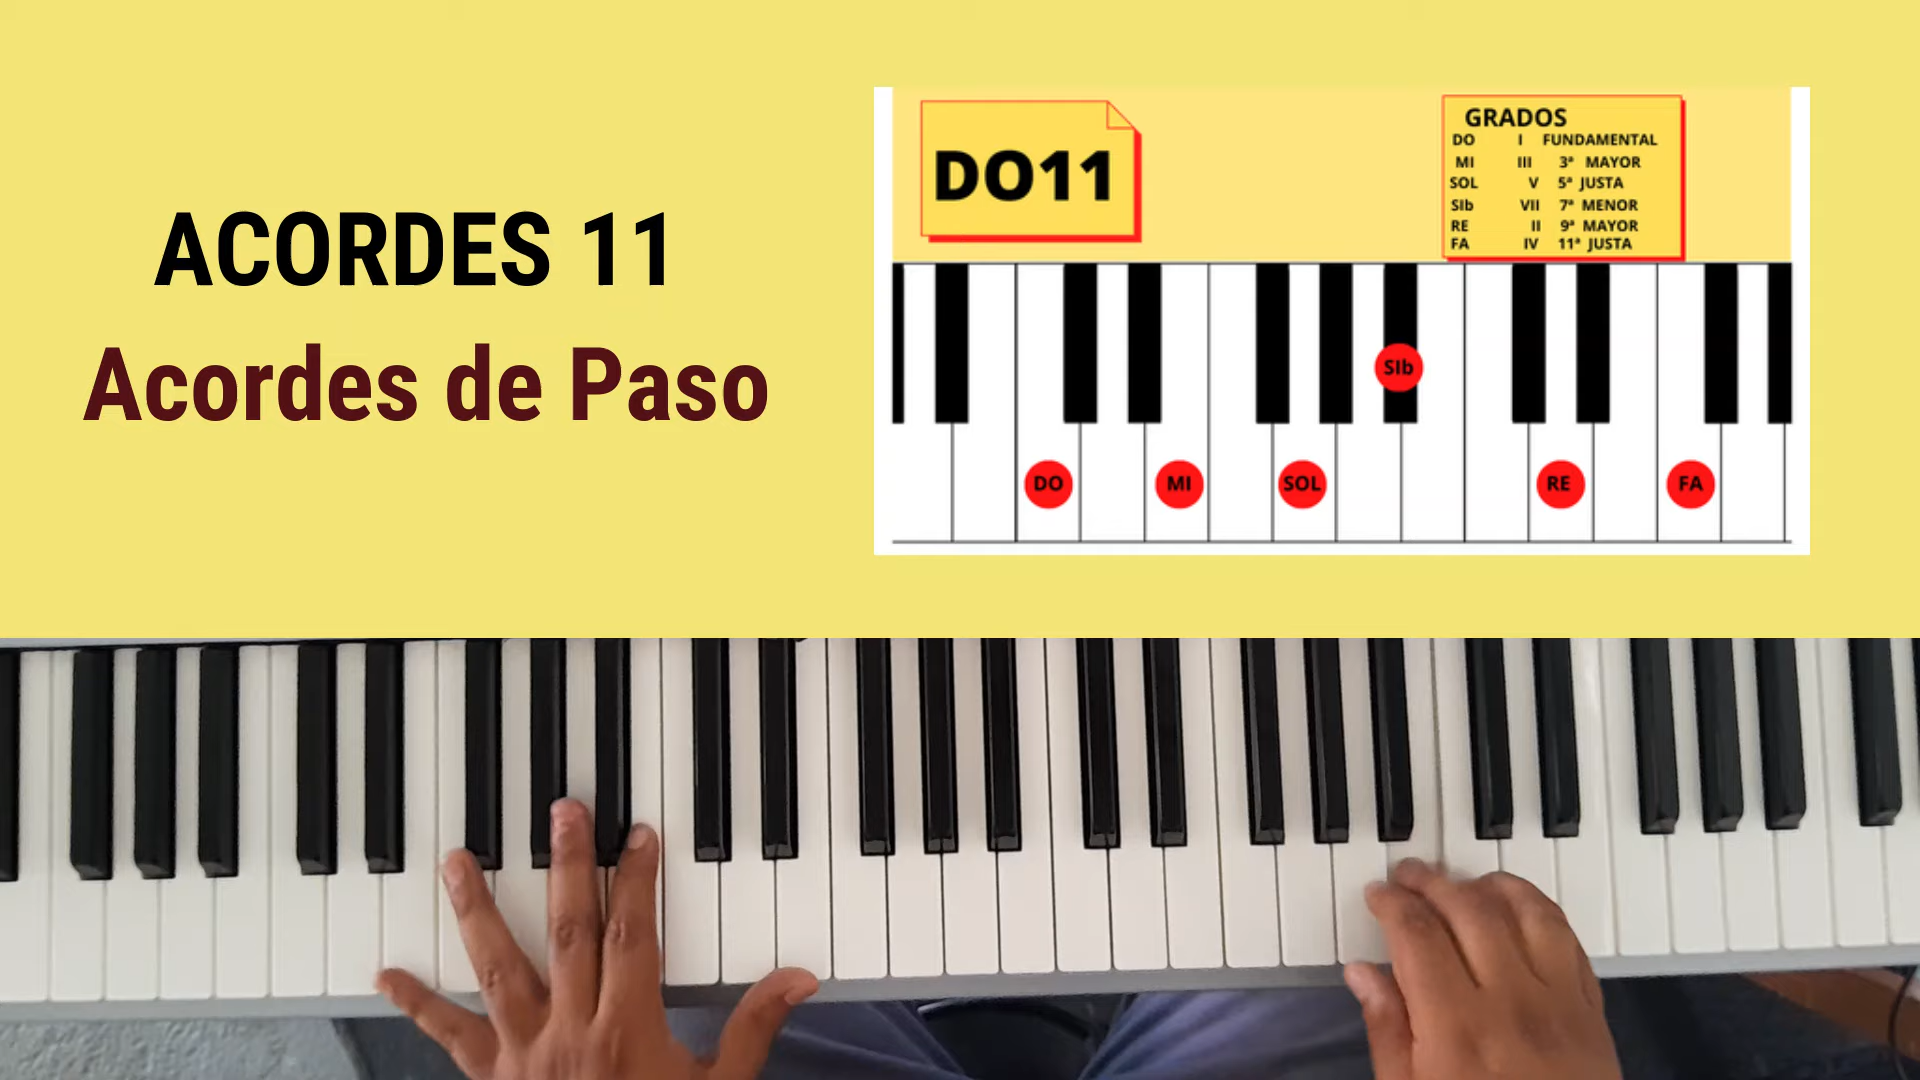 ACORDES 11
Acordes de Paso
DO11
GRADOS
DO I FUNDAMENTAL
MI III 3ª MAYOR
SOL V 5ª JUSTA
SIb VII 7ª MENOR
RE II 9ª MAYOR
FA IV 11ª JUSTA
SIb
DO MI SOL RE FA